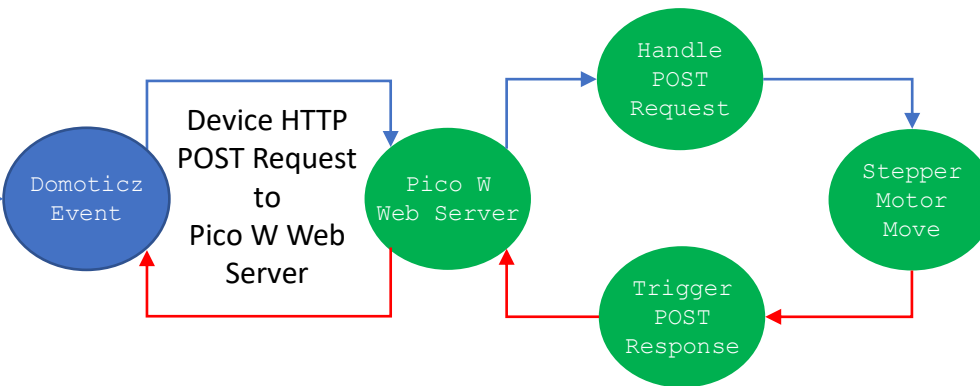 Domoticz
Event
Device HTTP
POST Request
to
Pico W Web
Server
Pico W
Web Server
Handle
POST
Request
Stepper
Motor
Move
Trigger
POST
Response